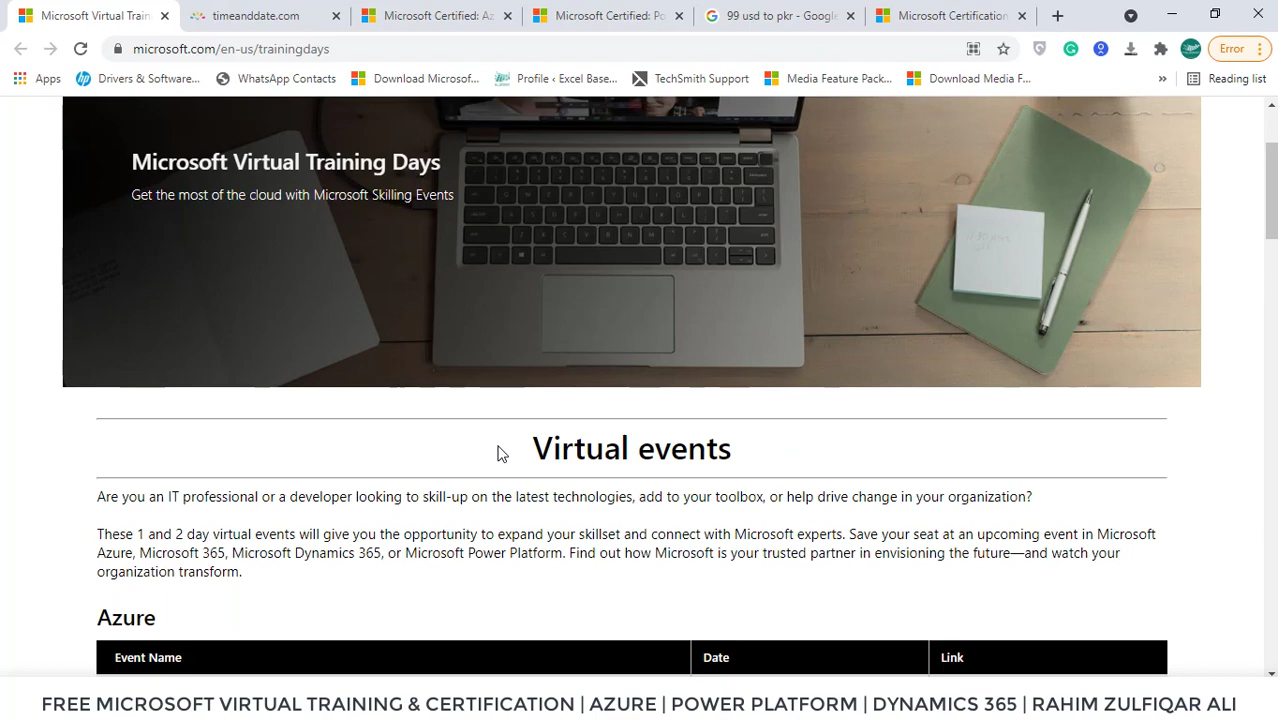 Microsoft Virtual Train
timeanddate.com
Microsoft Certified: Az
Microsoft Certified: Po
99 usd to pkr - Google
Microsoft Certification
microsoft.com/en-us/trainingdays
Error
Apps
Drivers & Software...
WhatsApp Contacts
Download Microsof...
Profile ‹ Excel Base...
TechSmith Support
Media Feature Pack...
Download Media F...
»
Reading list
Microsoft Virtual Training Days
Get the most of the cloud with Microsoft Skilling Events
Virtual events
Are you an IT professional or a developer looking to skill-up on the latest technologies, add to your toolbox, or help drive change in your organization?
These 1 and 2 day virtual events will give you the opportunity to expand your skillset and connect with Microsoft experts. Save your seat at an upcoming event in Microsoft
Azure, Microsoft 365, Microsoft Dynamics 365, or Microsoft Power Platform. Find out how Microsoft is your trusted partner in envisioning the future—and watch your
organization transform.
Azure
Event Name
Date
Link
FREE MICROSOFT VIRTUAL TRAINING & CERTIFICATION | AZURE | POWER PLATFORM | DYNAMICS 365 | RAHIM ZULFIQAR ALI